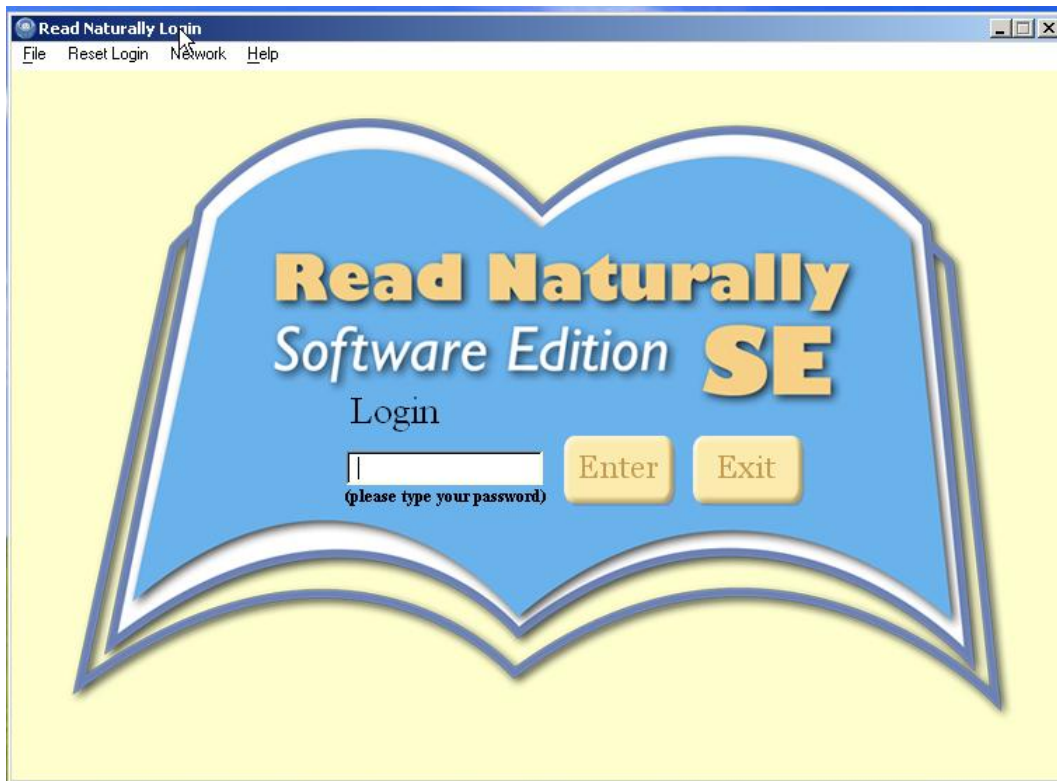 Read Naturally Login
File Reset Login Network Help
Read Naturally
Software Edition SE
Login
Enter Exit
(please type your password)